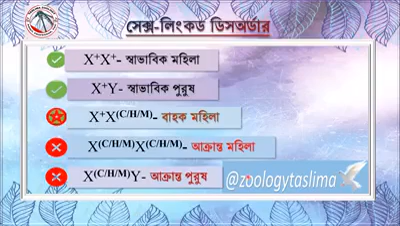 সেক্স-লিংকড ডিসঅর্ডার
X⁺X⁺- স্বাভাবিক মহিলা
X⁺Y- স্বাভাবিক পুরুষ
X⁺X⁽ᶜ/ᴴ/ᴹ⁾- বাহক মহিলা
X⁽ᶜ/ᴴ/ᴹ⁾X⁽ᶜ/ᴴ/ᴹ⁾- আক্রান্ত মহিলা
X⁽ᶜ/ᴴ/ᴹ⁾Y- আক্রান্ত পুরুষ
@zoologytaslima